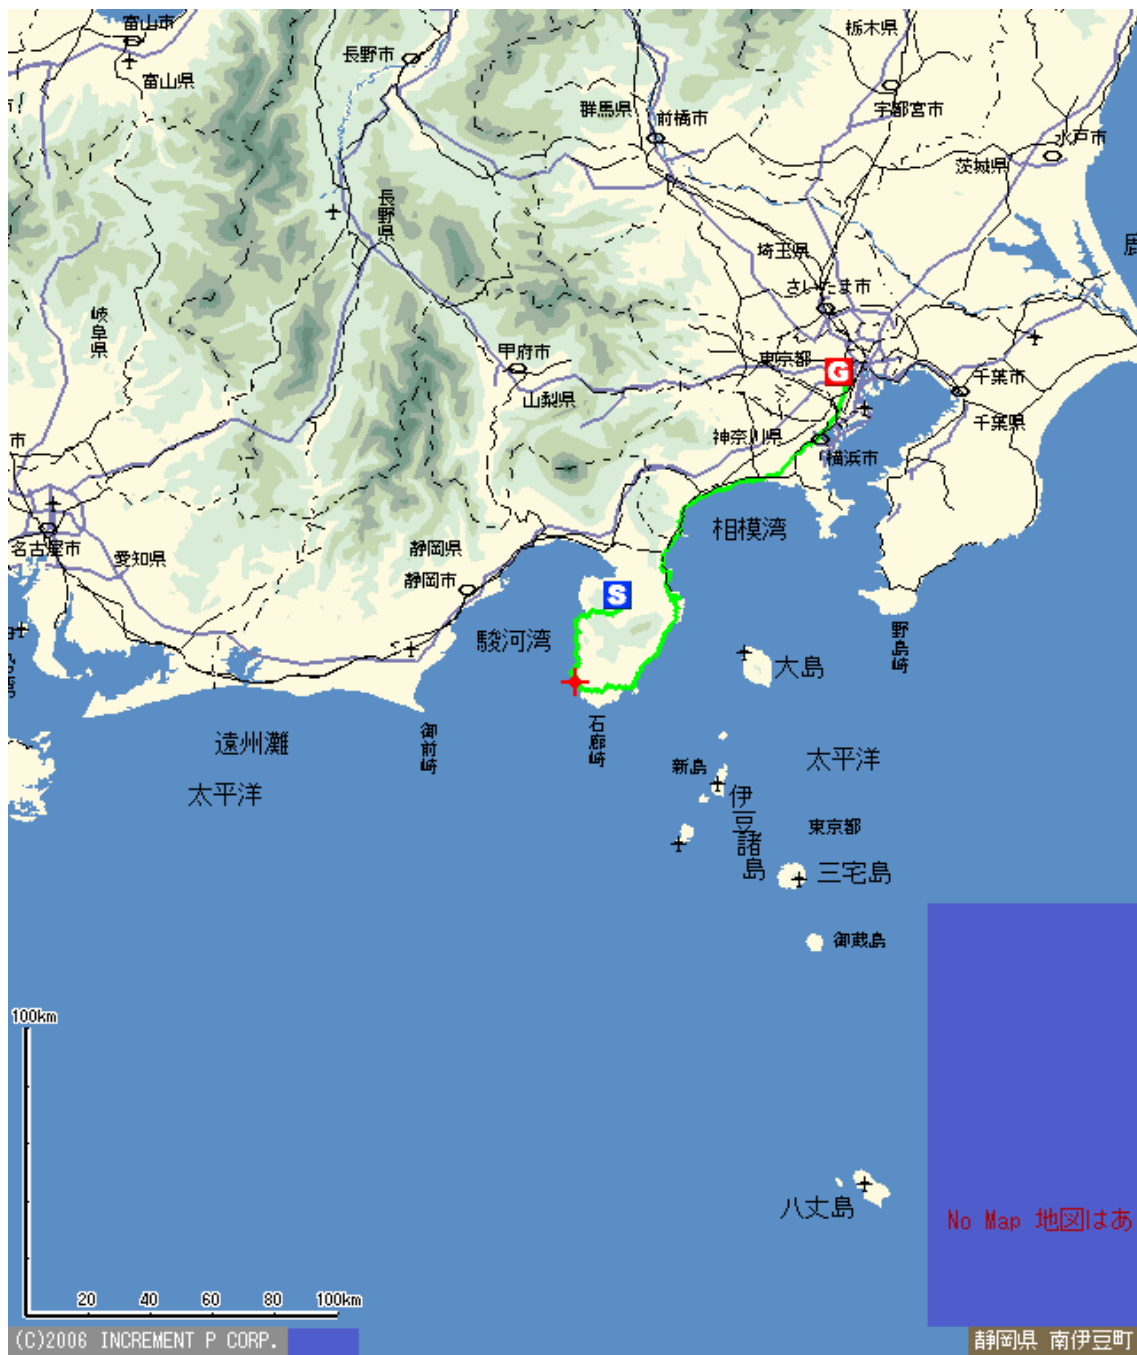 富山市
富山県
長野市
栃木県
群馬県
前橋市
宇都宮市
水戸市
茨城県
長野県
埼玉県
さいたま市
岐阜県
甲府市
山梨県
東京都
G
千葉市
千葉県
神奈川県
横浜市
市
名古屋市
愛知県
静岡県
静岡市
相模湾
S
駿河湾
野島崎
大島
石廊崎
御前崎
遠州灘
太平洋
太平洋
新島
伊豆諸島
東京都
三宅島
御蔵島
100km
八丈島
No Map 地図はあ
20 40 60 80 100km
(C)2006 INCREMENT P CORP.
静岡県 南伊豆町